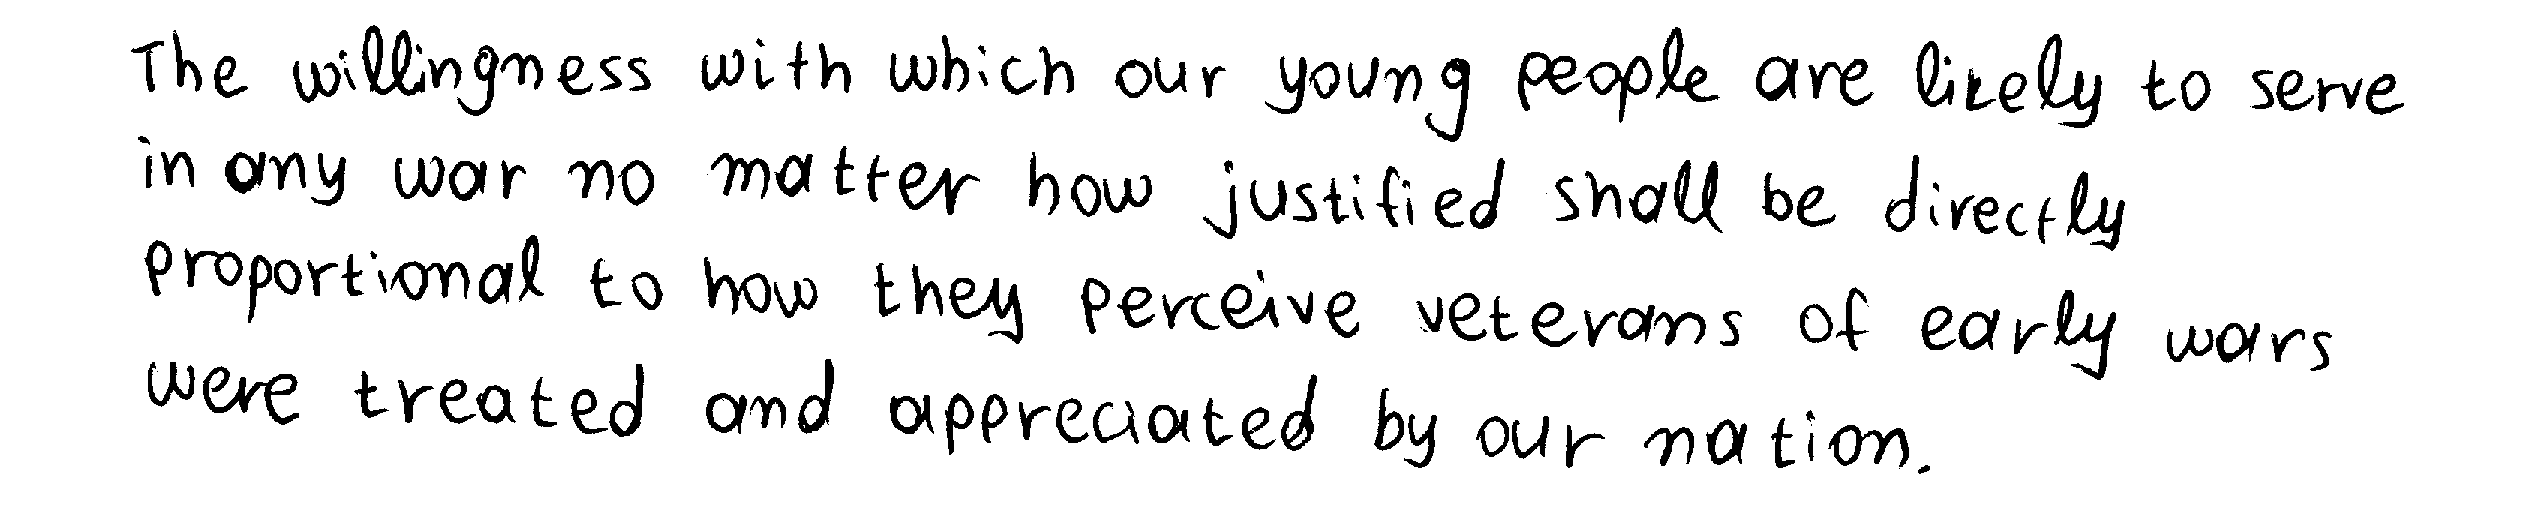 The willingness with which our young people are likely to serve
in any war no matter how justified shall be directly
proportional to how they perceive veterans of early wars
were treated and appreciated by our nation.